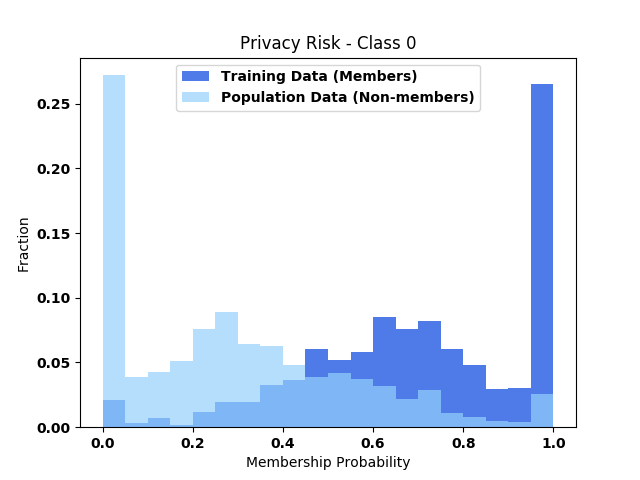 Privacy Risk - Class 0
Training Data (Members)
Population Data (Non-members)
0.25
0.20
0.15
0.10
0.05
0.00
Fraction
0.0 0.2 0.4 0.6 0.8 1.0
Membership Probability